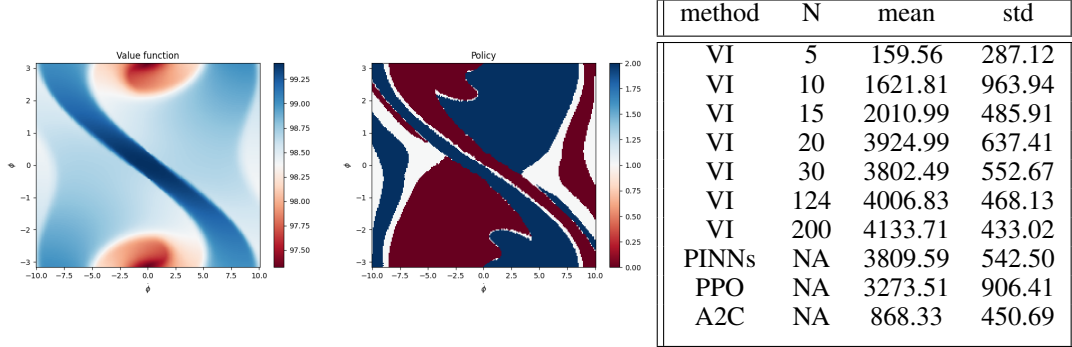 Value function
3
2
1
0
−1
−2
−3
−10.0 −7.5 −5.0 −2.5 0.0 2.5 5.0 7.5 10.0
ϕ
ϕ̇
99.25
99.00
98.75
98.50
98.25
98.00
97.75
97.50
Policy
3
2
1
0
−1
−2
−3
−10.0 −7.5 −5.0 −2.5 0.0 2.5 5.0 7.5 10.0
ϕ
ϕ̇
2.00
1.75
1.50
1.25
1.00
0.75
0.50
0.25
0.00
method N mean std
VI 5 159.56 287.12
VI 10 1621.81 963.94
VI 15 2010.99 485.91
VI 20 3924.99 637.41
VI 30 3802.49 552.67
VI 124 4006.83 468.13
VI 200 4133.71 433.02
PINNs NA 3809.59 542.50
PPO NA 3273.51 906.41
A2C NA 868.33 450.69